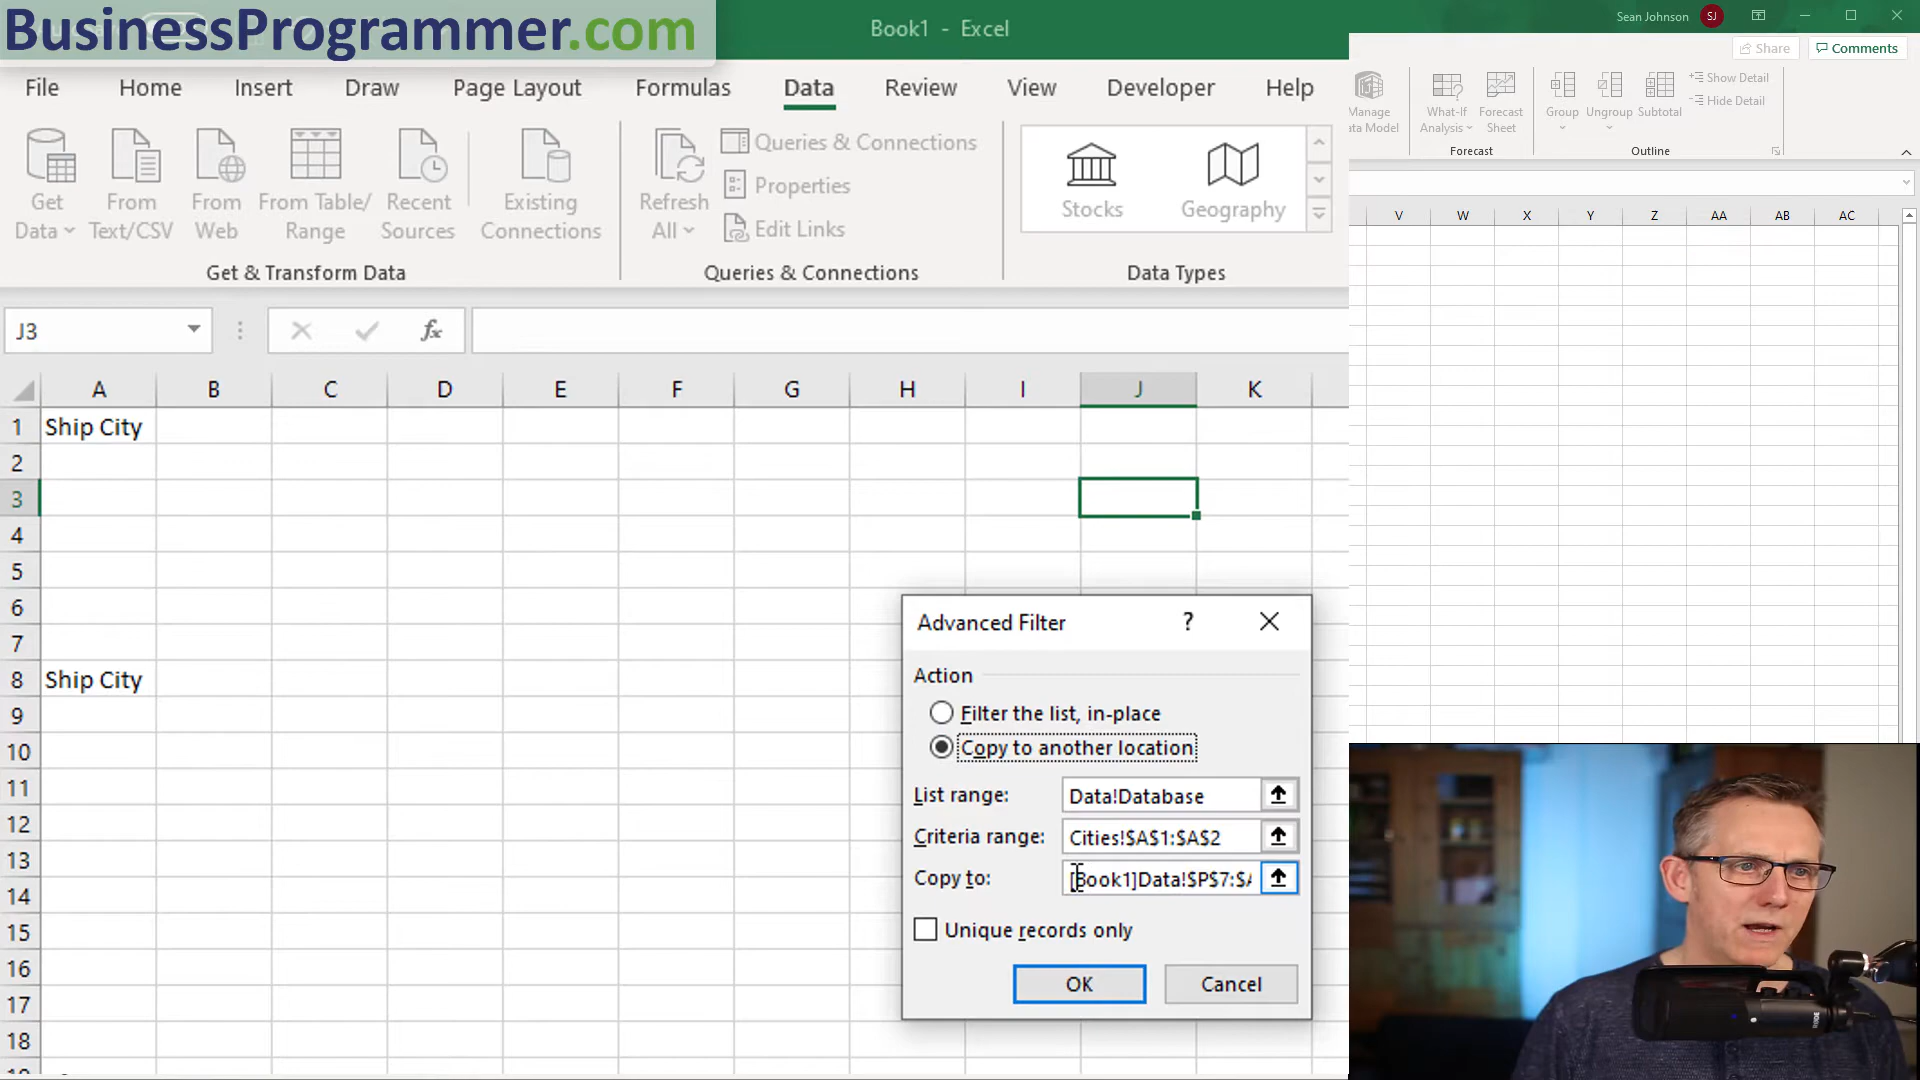 BusinessProgrammer.com
Book1 - Excel
Sean Johnson SJ
Share Comments
File Home Insert Draw Page Layout Formulas Data Review View Developer Help
Get Data
From Text/CSV
From Web
From Table/ Range
Recent Sources
Existing Connections
Refresh All
Queries & Connections
Properties
Edit Links
Stocks
Geography
Manage
What-If Analysis
Forecast Sheet
Group
Ungroup
Subtotal
Show Detail
Hide Detail
Get & Transform Data
Queries & Connections
Data Types
Forecast
Outline
J3
fx
A B C D E F G H I J K
V W X Y Z AA AB AC
1 Ship City
2
3
4
5
6
7
8 Ship City
9
10
11
12
13
14
15
16
17
18
Advanced Filter ?
Action
Filter the list, in-place
Copy to another location
List range: Data!Database
Criteria range: Cities!$A$1:$A$2
Copy to: [Book1]Data!$P$7:$A
Unique records only
OK Cancel